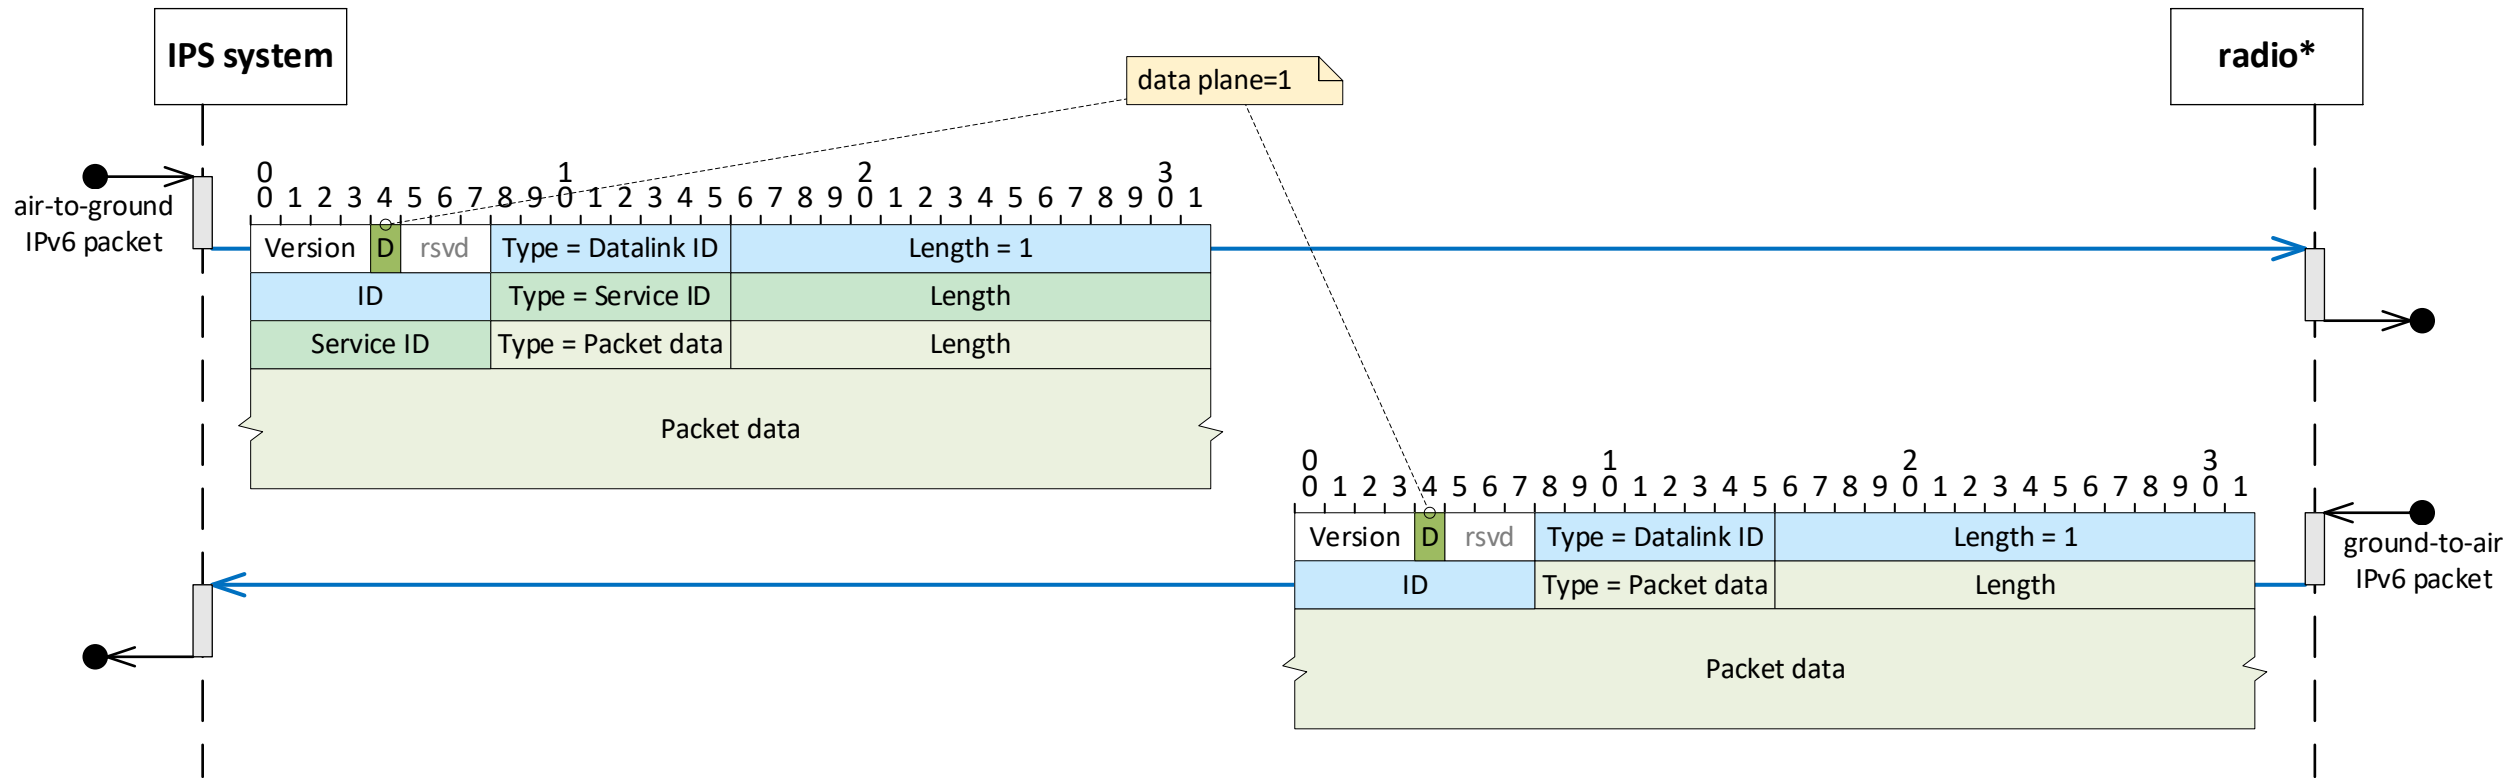 IPS system
radio*
data plane=1
air-to-ground
IPv6 packet
0 1 2 3
0 1 2 3 4 5 6 7 8 9 0 1 2 3 4 5 6 7 8 9 0 1 2 3 4 5 6 7 8 9 0 1
Version D rsvd Type = Datalink ID Length = 1
ID Type = Service ID Length
Service ID Type = Packet data Length
Packet data
0 1 2 3
0 1 2 3 4 5 6 7 8 9 0 1 2 3 4 5 6 7 8 9 0 1 2 3 4 5 6 7 8 9 0 1
Version D rsvd Type = Datalink ID Length = 1
ID Type = Packet data Length
Packet data
ground-to-air
IPv6 packet